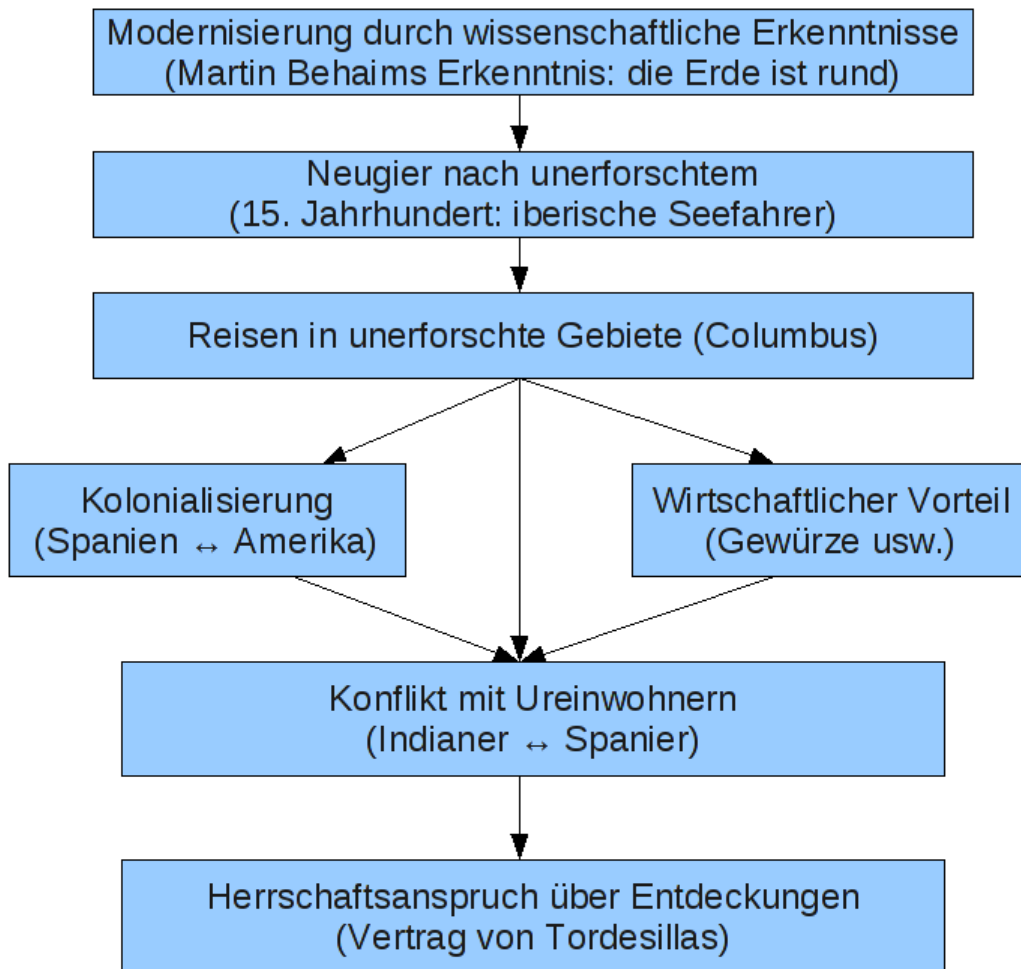 Modernisierung durch wissenschaftliche Erkenntnisse
(Martin Behaims Erkenntnis: die Erde ist rund)
Neugier nach unerforschtem
(15. Jahrhundert: iberische Seefahrer)
Reisen in unerforschte Gebiete (Columbus)
Kolonialisierung
(Spanien ↔ Amerika)
Wirtschaftlicher Vorteil
(Gewürze usw.)
Konflikt mit Ureinwohnern
(Indianer ↔ Spanier)
Herrschaftsanspruch über Entdeckungen
(Vertrag von Tordesillas)